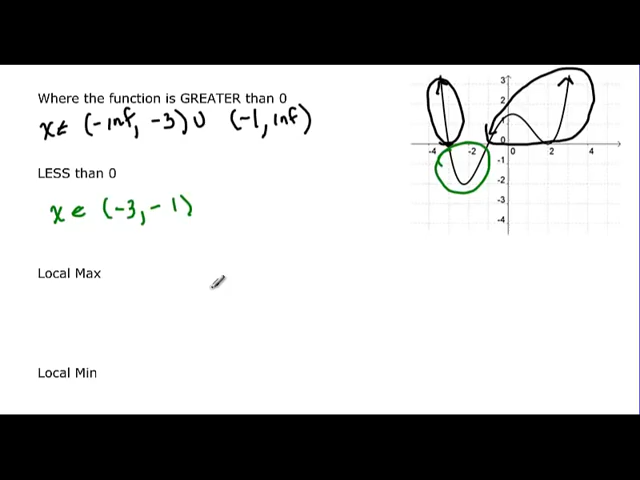 Where the function is GREATER than 0
x∈ (-inf, -3) ∪ (-1, inf)
LESS than 0
x ∈ (-3, -1)
Local Max
Local Min
3
2
0
-4 -2 0 2 4
-1
-2
-3
-4